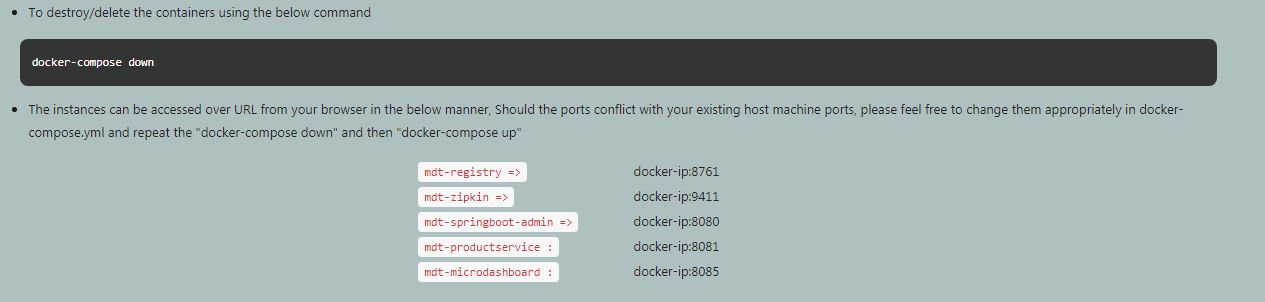 To destroy/delete the containers using the below command
docker-compose down
The instances can be accessed over URL from your browser in the below manner, Should the ports conflict with your existing host machine ports, please feel free to change them appropriately in docker-
compose.yml and repeat the "docker-compose down" and then "docker-compose up"
mdt-registry => docker-ip:8761
mdt-zipkin => docker-ip:9411
mdt-springboot-admin => docker-ip:8080
mdt-productservice : docker-ip:8081
mdt-microdashboard : docker-ip:8085